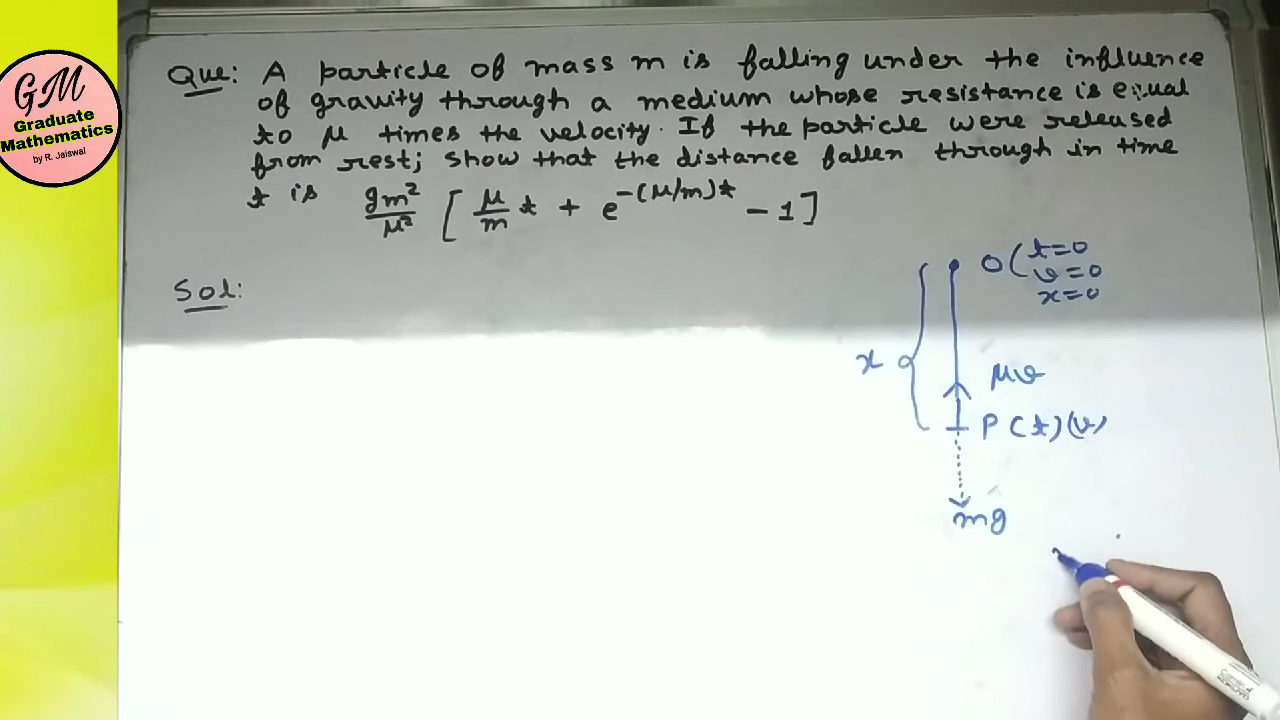 GM
Graduate
Mathematics
by R. Jaiswal
Que: A particle of mass m is falling under the influence
of gravity through a medium whose resistance is equal
to μ times the velocity. If the particle were released
from rest; show that the distance fallen through in time
t is gm²/μ² [μ/m t + e^-(μ/m)t - 1]
Sol:
O (t=0
v=0
x=0
x
μv
P (t)(v)
mg